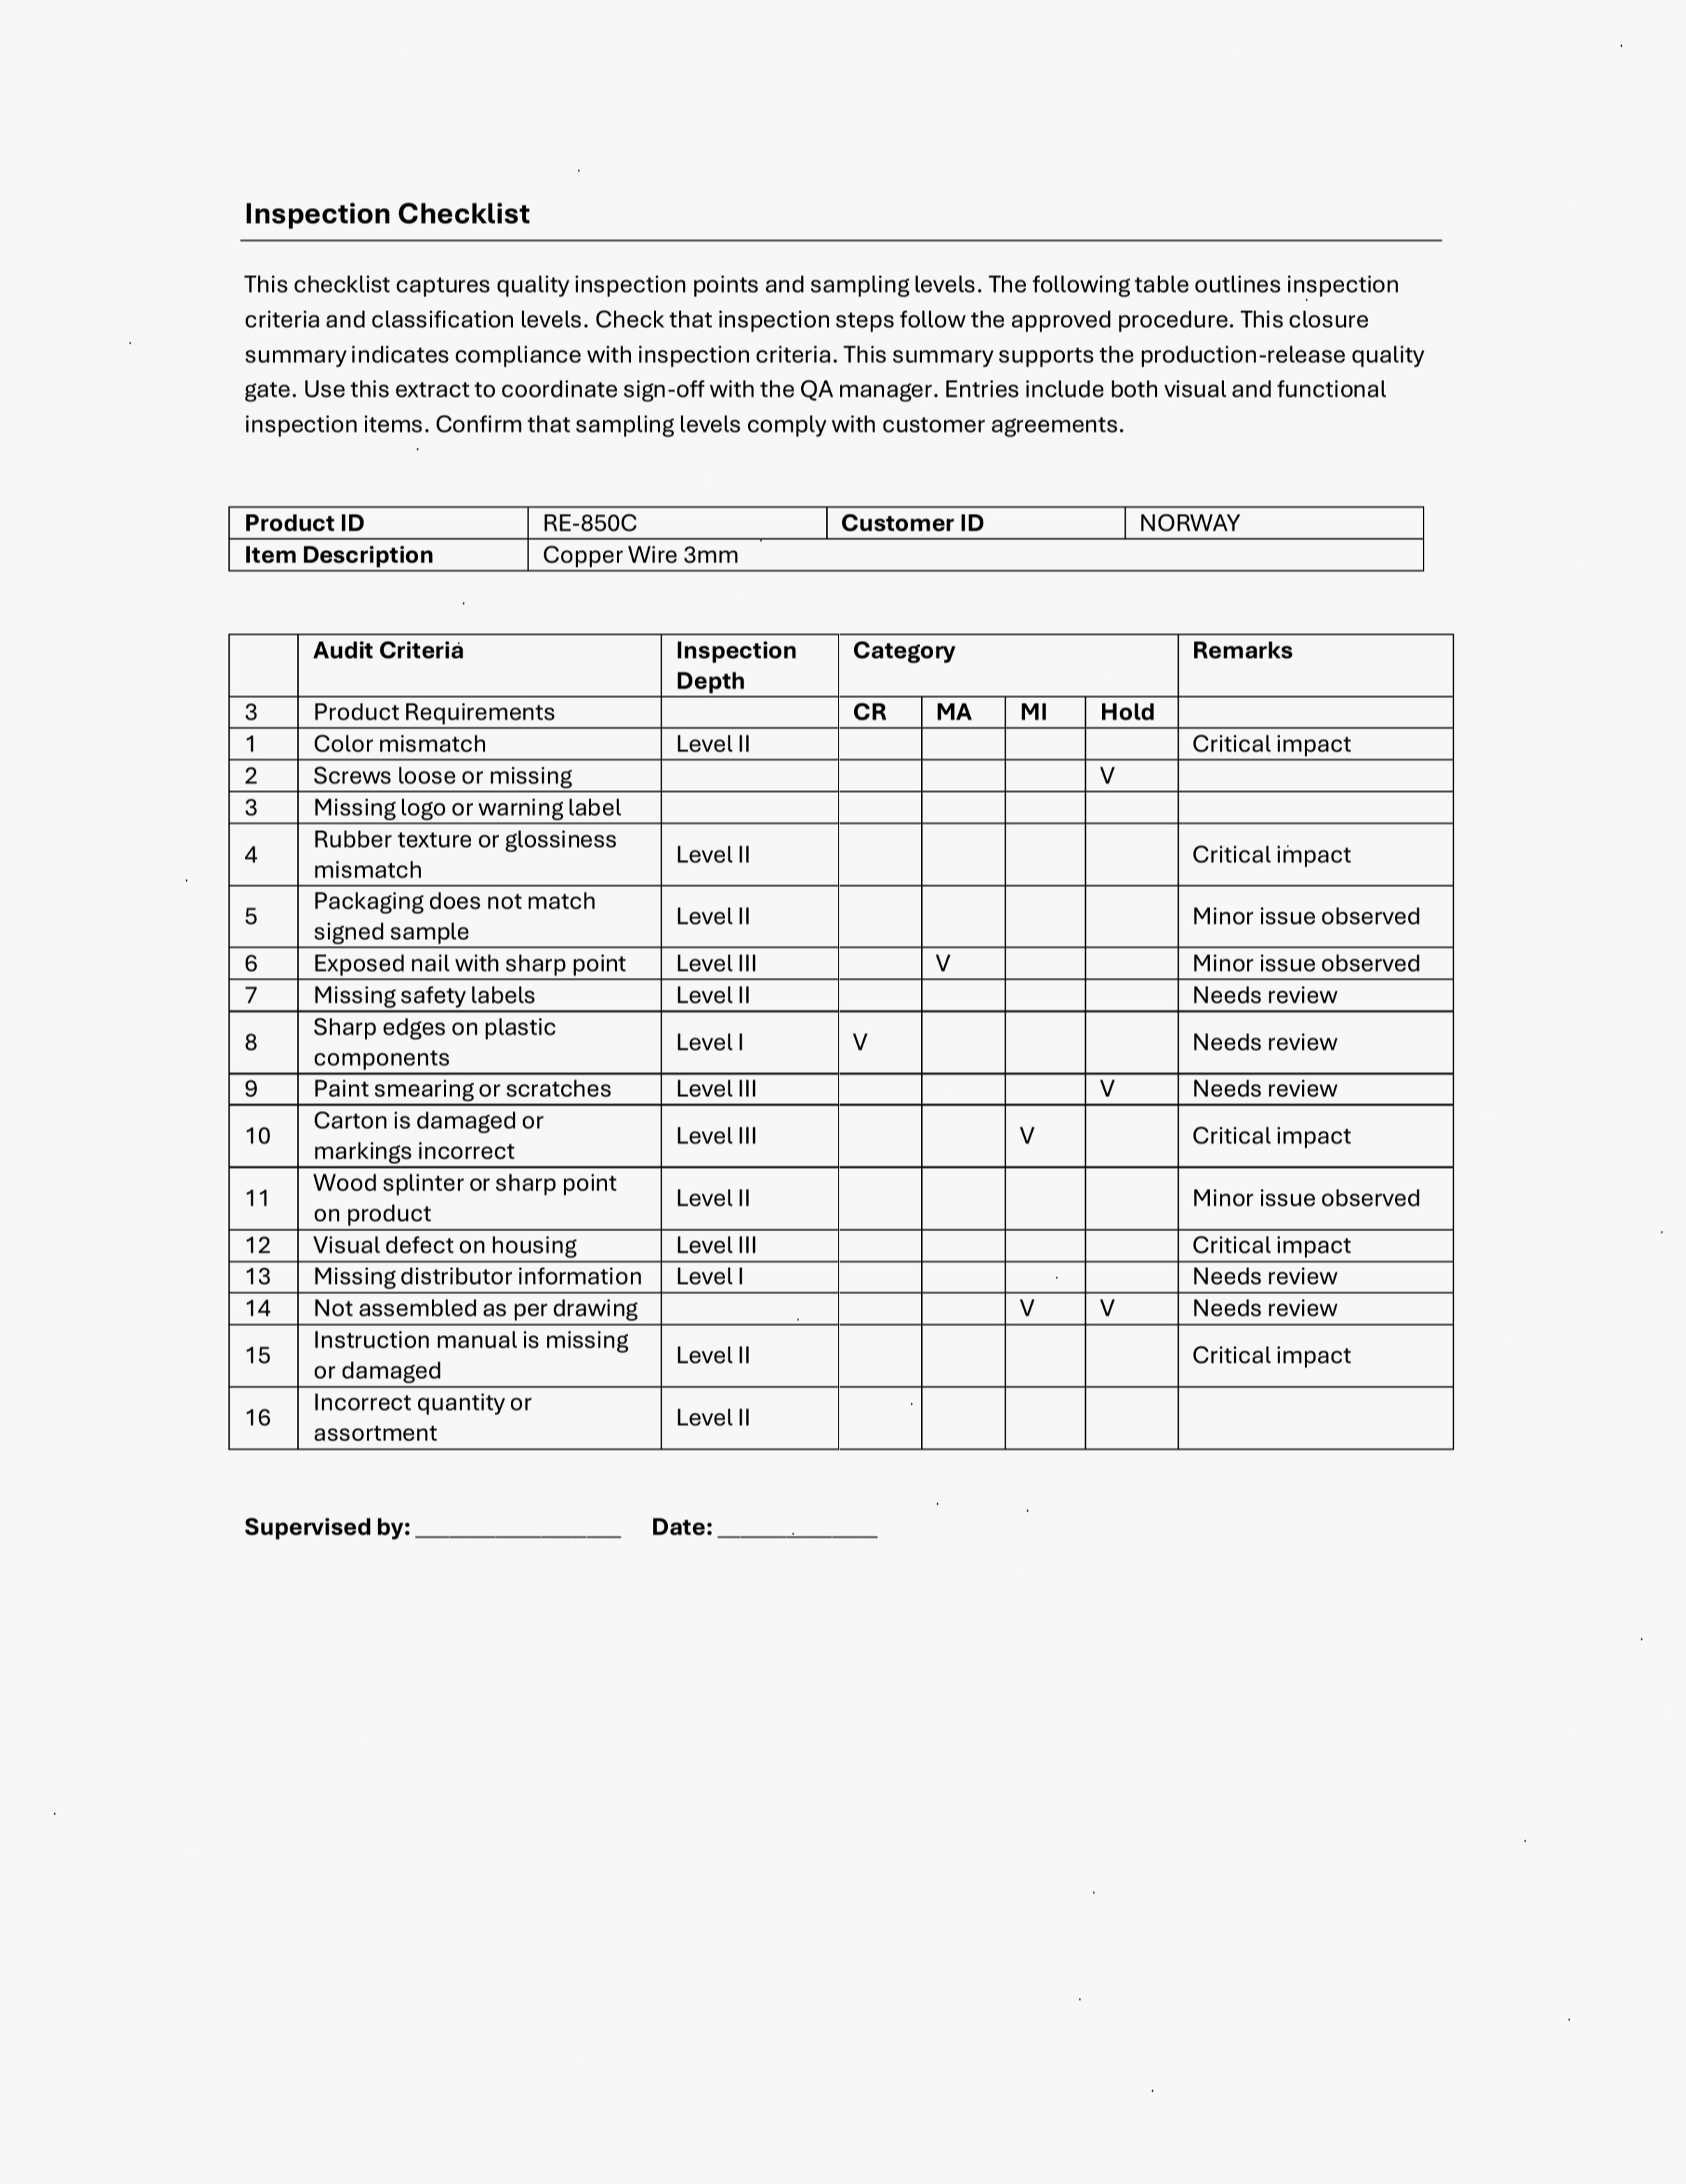 Inspection Checklist
This checklist captures quality inspection points and sampling levels. The following table outlines inspection
criteria and classification levels. Check that inspection steps follow the approved procedure. This closure
summary indicates compliance with inspection criteria. This summary supports the production-release quality
gate. Use this extract to coordinate sign-off with the QA manager. Entries include both visual and functional
inspection items. Confirm that sampling levels comply with customer agreements.
Product ID RE-850C Customer ID NORWAY
Item Description Copper Wire 3mm
Audit Criteria Inspection Depth Category Remarks
3 Product Requirements CR MA MI Hold
1 Color mismatch Level II Critical impact
2 Screws loose or missing V
3 Missing logo or warning label
4 Rubber texture or glossiness mismatch Level II Critical impact
5 Packaging does not match signed sample Level II Minor issue observed
6 Exposed nail with sharp point Level III V Minor issue observed
7 Missing safety labels Level II Needs review
8 Sharp edges on plastic components Level I V Needs review
9 Paint smearing or scratches Level III V Needs review
10 Carton is damaged or markings incorrect Level III V Critical impact
11 Wood splinter or sharp point on product Level II Minor issue observed
12 Visual defect on housing Level III Critical impact
13 Missing distributor information Level I Needs review
14 Not assembled as per drawing V V Needs review
15 Instruction manual is missing or damaged Level II Critical impact
16 Incorrect quantity or assortment Level II
Supervised by: __________________ Date: ______________